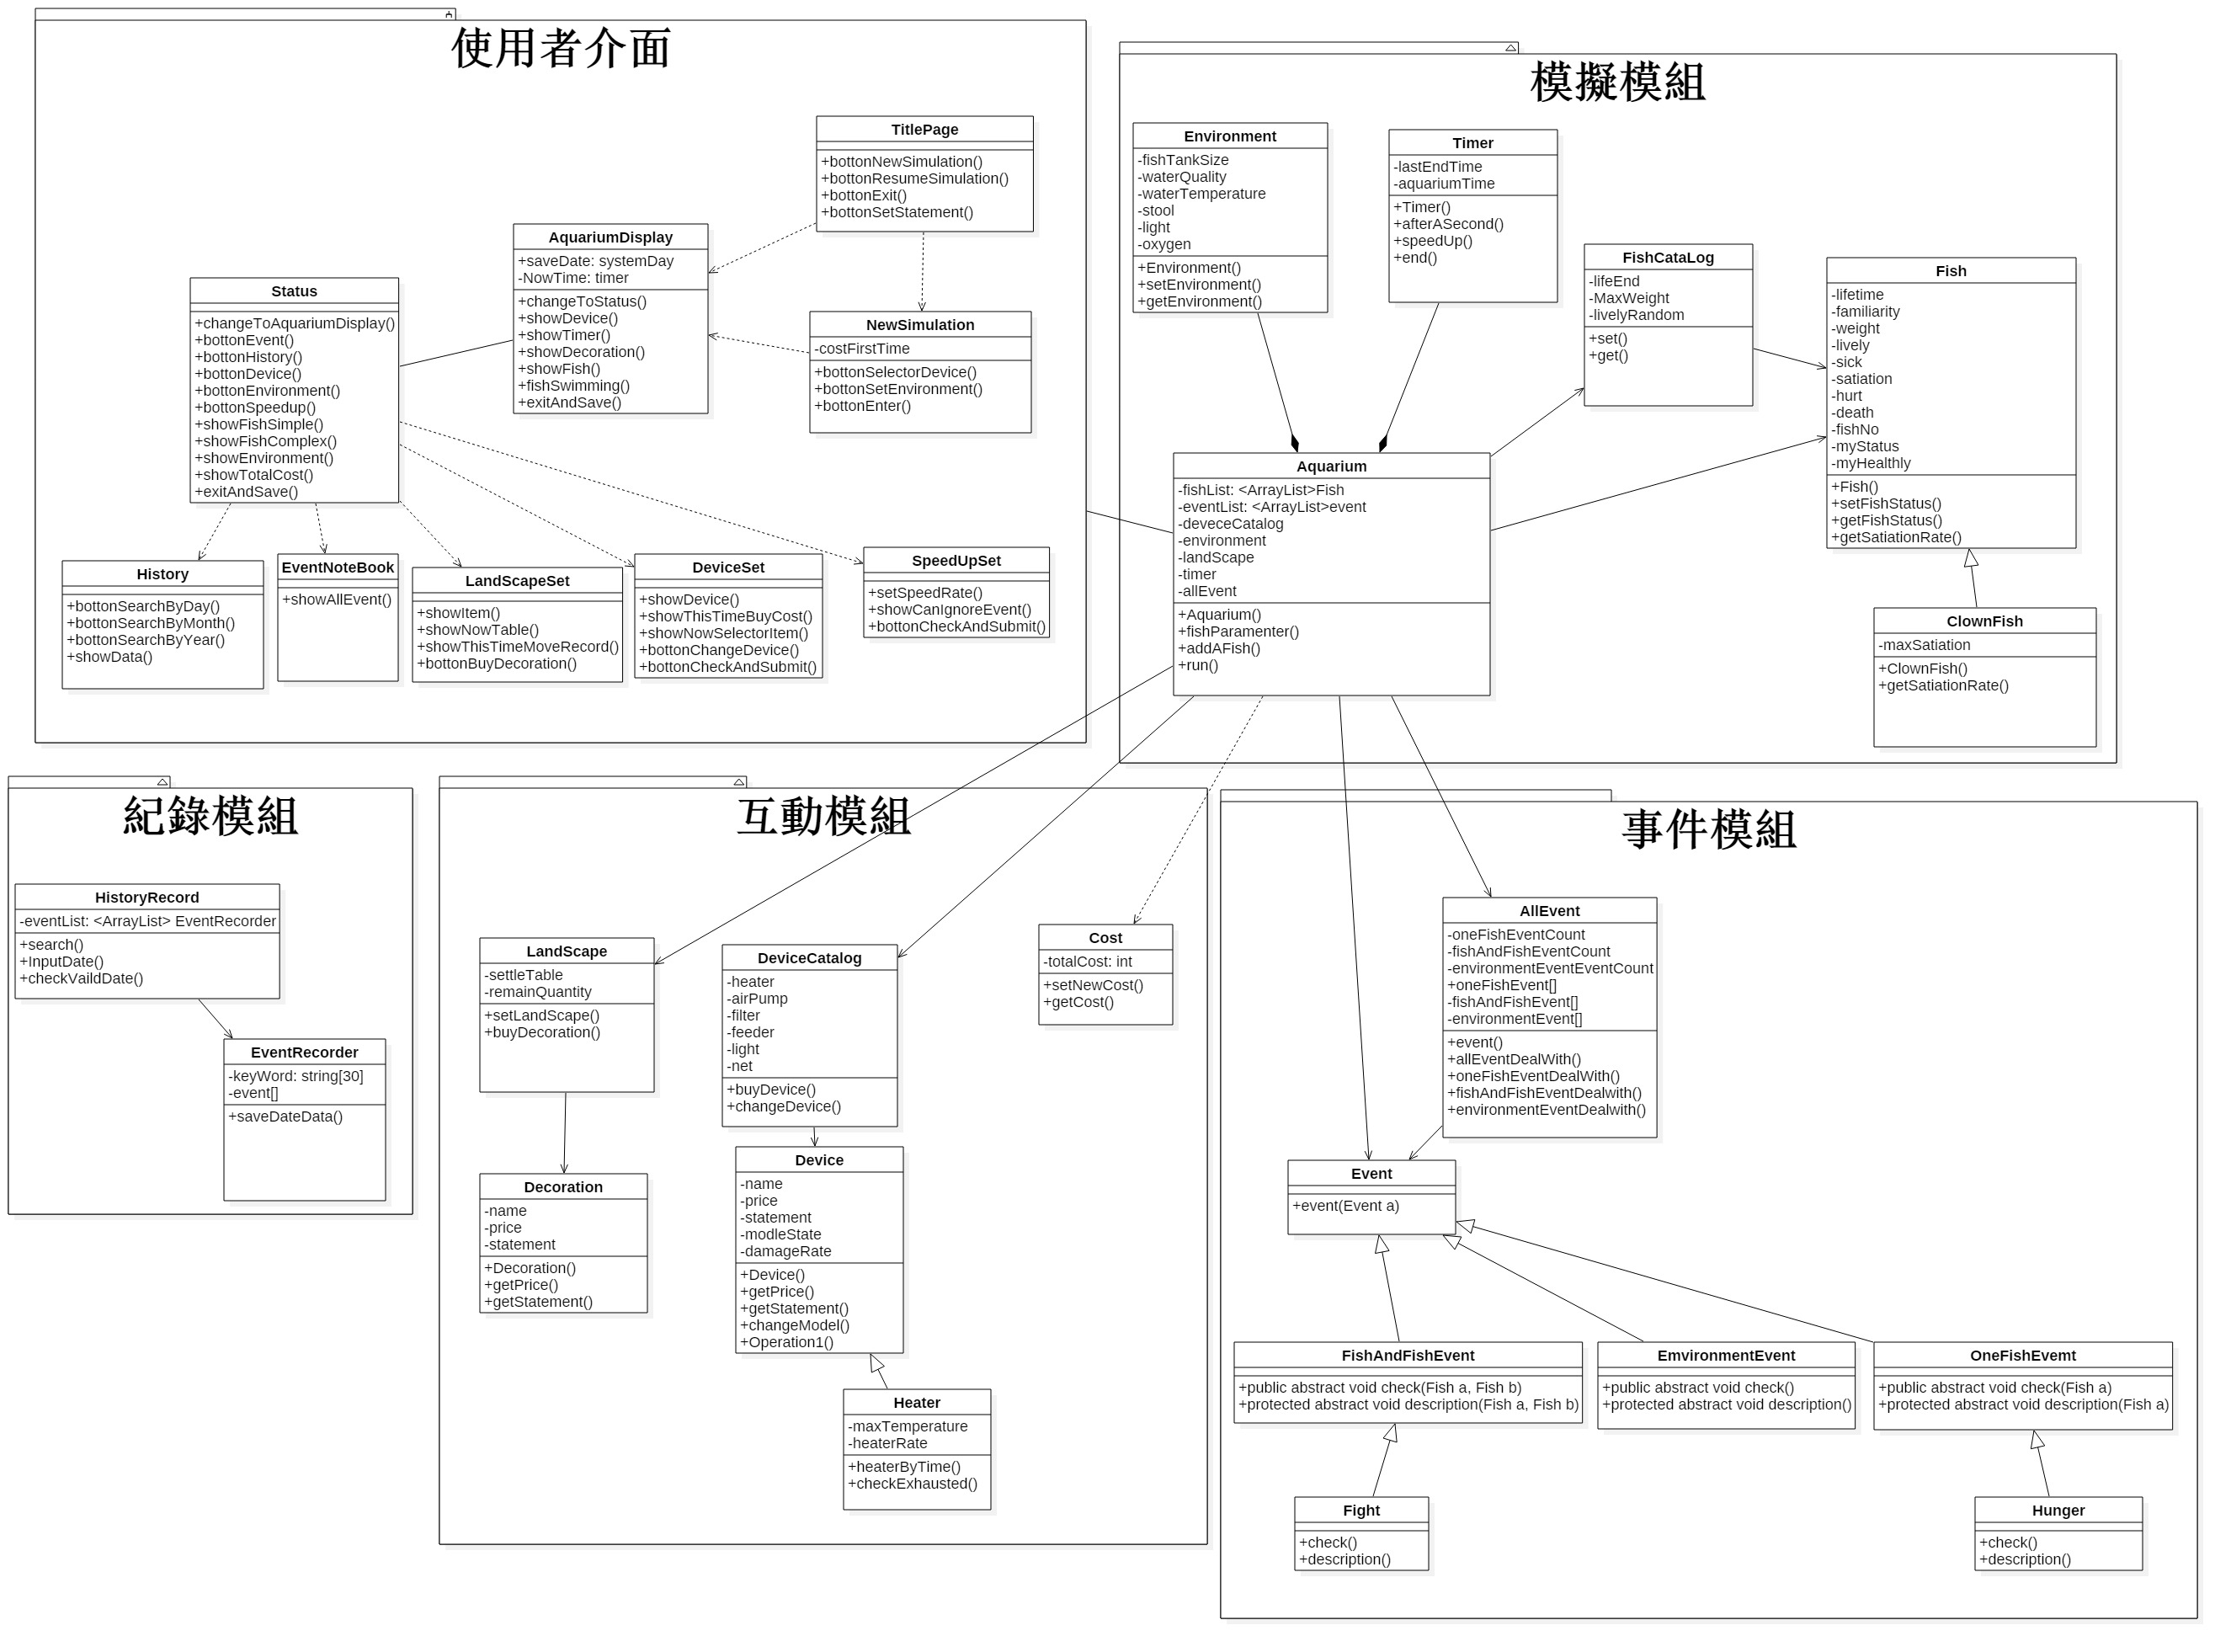 使用者介面
TitlePage
+bottonNewSimulation()
+bottonResumeSimulation()
+bottonExit()
+bottonSetStatement()
AquariumDisplay
+saveDate: systemDay
-NowTime: timer
+changeToStatus()
+showDevice()
+showTimer()
+showDecoration()
+showFish()
+fishSwimming()
+exitAndSave()
Status
+changeToAquariumDisplay()
+bottonEvent()
+bottonHistory()
+bottonDevice()
+bottonEnvironment()
+bottonSpeedup()
+showFishSimple()
+showFishComplex()
+showEnvironment()
+showTotalCost()
+exitAndSave()
NewSimulation
-costFirstTime
+bottonSelectorDevice()
+bottonSetEnvironment()
+bottonEnter()
History
+bottonSearchByDay()
+bottonSearchByMonth()
+bottonSearchByYear()
+showData()
EventNoteBook
+showAllEvent()
LandScapeSet
+showItem()
+showNowTable()
+showThisTimeMoveRecord()
+bottonBuyDecoration()
DeviceSet
+showDevice()
+showThisTimeBuyCost()
+showNowSelectorItem()
+bottonChangeDevice()
+bottonCheckAndSubmit()
SpeedUpSet
+setSpeedRate()
+showCanIgnoreEvent()
+bottonCheckAndSubmit()
模擬模組
Environment
-fishTankSize
-waterQuality
-waterTemperature
-stool
-light
-oxygen
+Environment()
+setEnvironment()
+getEnvironment()
Timer
-lastEndTime
-aquariumTime
+Timer()
+afterASecond()
+speedUp()
+end()
FishCataLog
-lifeEnd
-MaxWeight
-livelyRandom
+set()
+get()
Fish
-lifetime
-familiarity
-weight
-lively
-sick
-satiation
-hurt
-death
-fishNo
-myStatus
-myHealthly
+Fish()
+setFishStatus()
+getFishStatus()
+getSatiationRate()
Aquarium
-fishList: <ArrayList>Fish
-eventList: <ArrayList>event
-deveceCatalog
-environment
-landScape
-timer
-allEvent
+Aquarium()
+fishParamenter()
+addAFish()
+run()
ClownFish
-maxSatiation
+ClownFish()
+getSatiationRate()
紀錄模組
HistoryRecord
-eventList: <ArrayList> EventRecorder
+search()
+InputDate()
+checkVaildDate()
EventRecorder
-keyWord: string[30]
-event[]
+saveDateData()
互動模組
LandScape
-settleTable
-remainQuantity
+setLandScape()
+buyDecoration()
DeviceCatalog
-heater
-airPump
-filter
-feeder
-light
-net
+buyDevice()
+changeDevice()
Cost
-totalCost: int
+setNewCost()
+getCost()
Decoration
-name
-price
-statement
+Decoration()
+getPrice()
+getStatement()
Device
-name
-price
-statement
-modleState
-damageRate
+Device()
+getPrice()
+getStatement()
+changeModel()
+Operation1()
Heater
-maxTemperature
-heaterRate
+heaterByTime()
+checkExhausted()
事件模組
AllEvent
-oneFishEventCount
-fishAndFishEventCount
-environmentEventEventCount
+oneFishEvent[]
-fishAndFishEvent[]
-environmentEvent[]
+event()
+allEventDealWith()
+oneFishEventDealWith()
+fishAndFishEventDealwith()
+environmentEventDealwith()
Event
+event(Event a)
FishAndFishEvent
+public abstract void check(Fish a, Fish b)
+protected abstract void description(Fish a, Fish b)
EmvironmentEvent
+public abstract void check()
+protected abstract void description()
OneFishEvemt
+public abstract void check(Fish a)
+protected abstract void description(Fish a)
Fight
+check()
+description()
Hunger
+check()
+description()